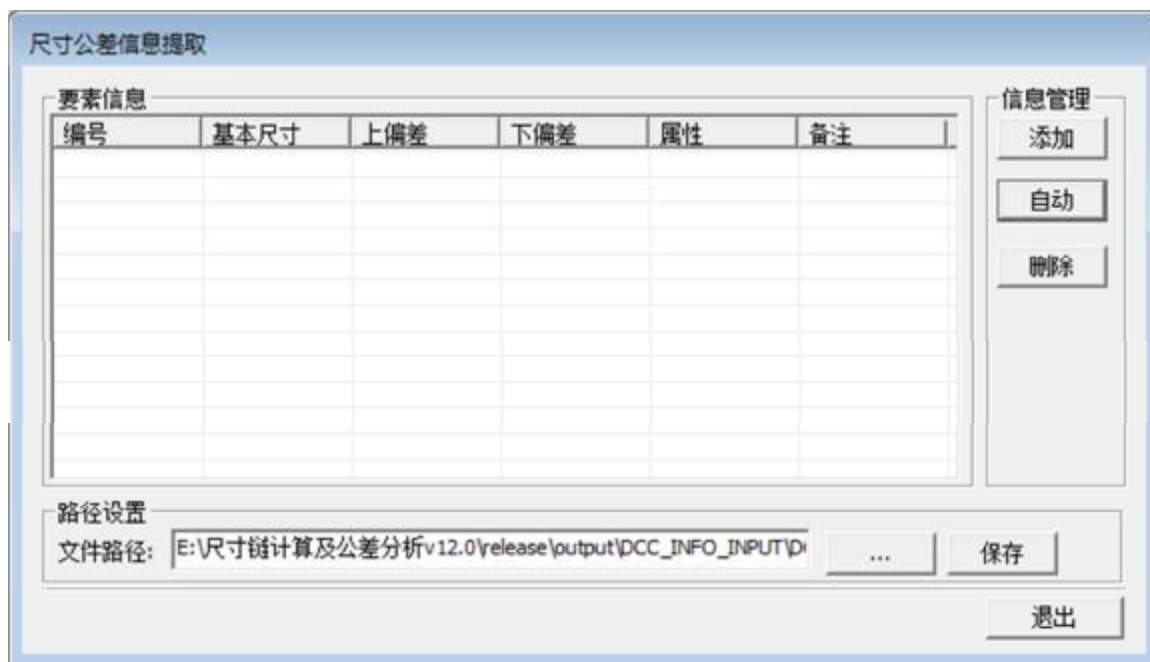 尺寸公差信息提取
要素信息
编号 基本尺寸 上偏差 下偏差 属性 备注
信息管理
添加
自动
删除
路径设置
文件路径: E:\尺寸链计算及公差分析v12.0\release\output\DCC_INFO_INPUT\D ... 保存
退出